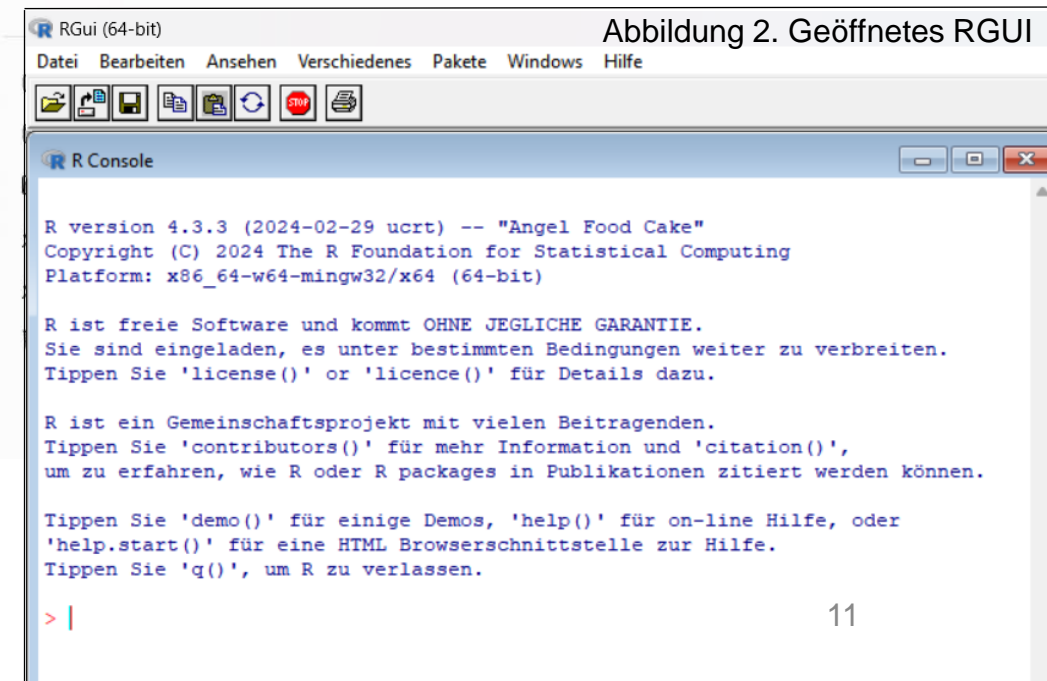 RGui (64-bit)
Abbildung 2. Geöffnetes RGUI
Datei Bearbeiten Ansehen Verschiedenes Pakete Windows Hilfe
STOP
R Console
R version 4.3.3 (2024-02-29 ucrt) -- "Angel Food Cake"
Copyright (C) 2024 The R Foundation for Statistical Computing
Platform: x86_64-w64-mingw32/x64 (64-bit)
R ist freie Software und kommt OHNE JEGLICHE GARANTIE.
Sie sind eingeladen, es unter bestimmten Bedingungen weiter zu verbreiten.
Tippen Sie 'license()' or 'licence()' für Details dazu.
R ist ein Gemeinschaftsprojekt mit vielen Beitragenden.
Tippen Sie 'contributors()' für mehr Information und 'citation()',
um zu erfahren, wie R oder R packages in Publikationen zitiert werden können.
Tippen Sie 'demo()' für einige Demos, 'help()' für on-line Hilfe, oder
'help.start()' für eine HTML Browserschnittstelle zur Hilfe.
Tippen Sie 'q()', um R zu verlassen.
>
11